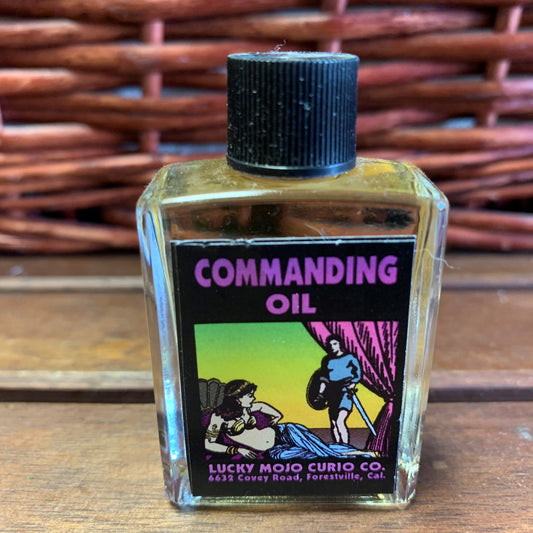 COMMANDING
OIL
LUCKY MOJO CURIO CO.
6632 Covey Road, Forestville, Cal.